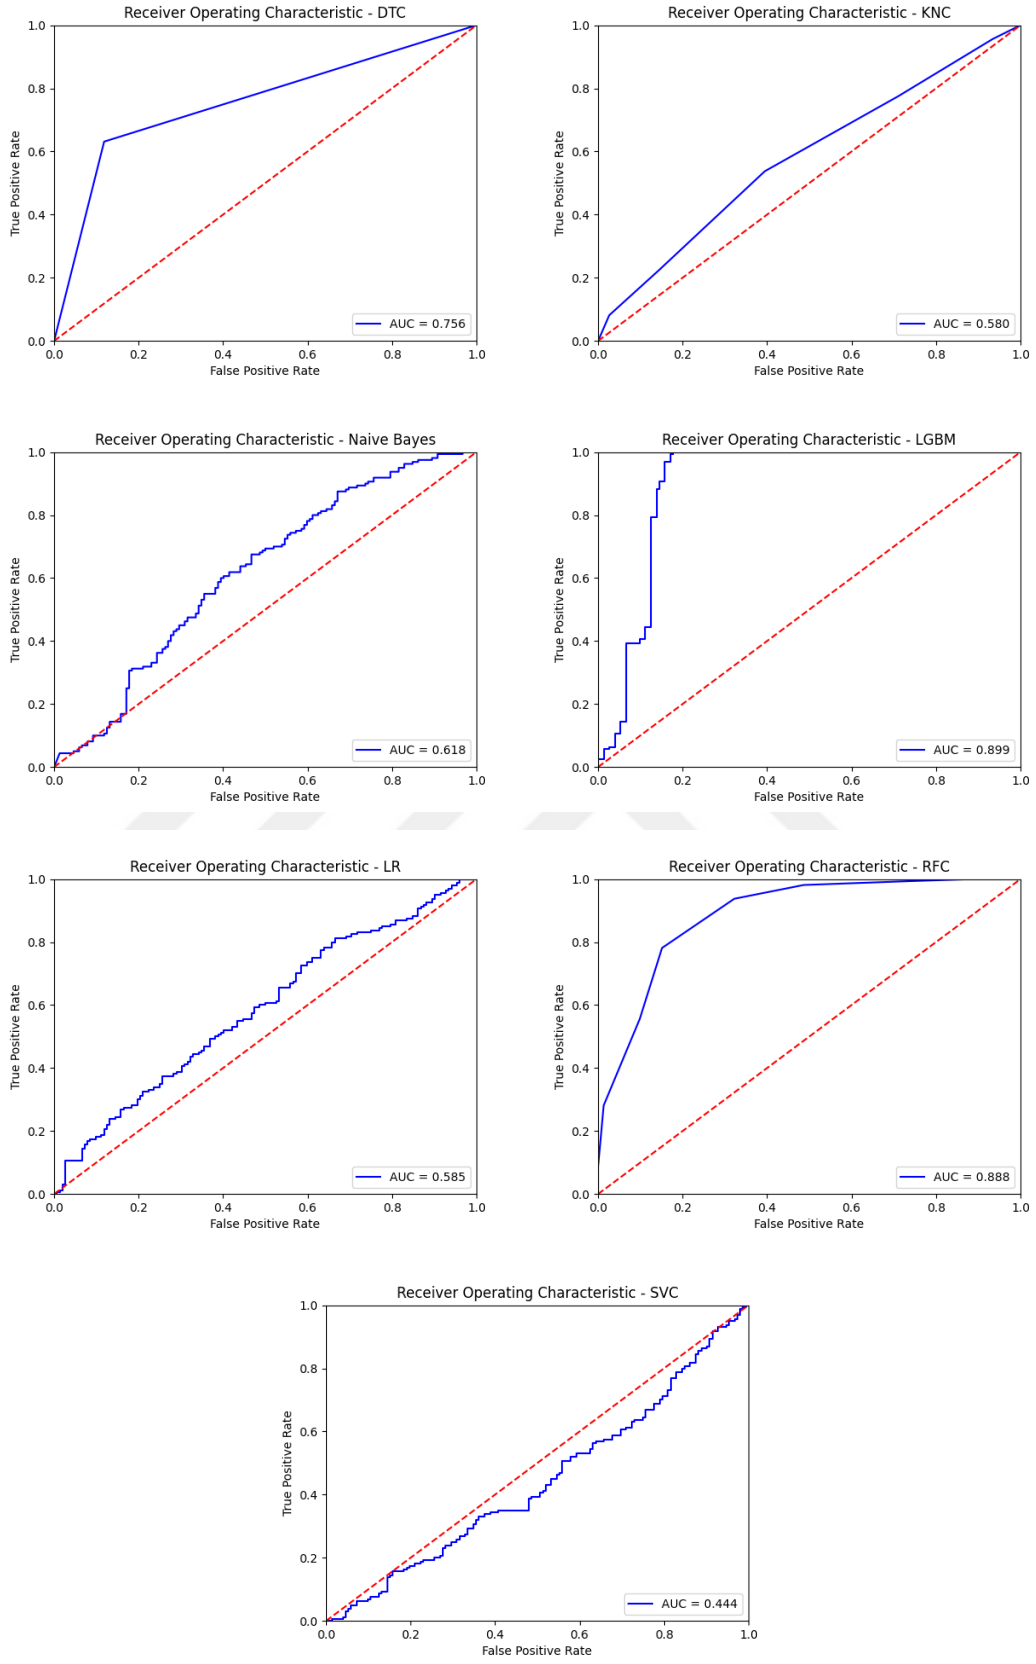 Receiver Operating Characteristic - DTC
1.0
0.8
0.6
0.4
0.2
0.0
True Positive Rate
AUC = 0.756
0.0 0.2 0.4 0.6 0.8 1.0
False Positive Rate
Receiver Operating Characteristic - KNC
1.0
0.8
0.6
0.4
0.2
0.0
True Positive Rate
AUC = 0.580
0.0 0.2 0.4 0.6 0.8 1.0
False Positive Rate
Receiver Operating Characteristic - Naive Bayes
1.0
0.8
0.6
0.4
0.2
0.0
True Positive Rate
AUC = 0.618
0.0 0.2 0.4 0.6 0.8 1.0
False Positive Rate
Receiver Operating Characteristic - LGBM
1.0
0.8
0.6
0.4
0.2
0.0
True Positive Rate
AUC = 0.899
0.0 0.2 0.4 0.6 0.8 1.0
False Positive Rate
Receiver Operating Characteristic - LR
1.0
0.8
0.6
0.4
0.2
0.0
True Positive Rate
AUC = 0.585
0.0 0.2 0.4 0.6 0.8 1.0
False Positive Rate
Receiver Operating Characteristic - RFC
1.0
0.8
0.6
0.4
0.2
0.0
True Positive Rate
AUC = 0.888
0.0 0.2 0.4 0.6 0.8 1.0
False Positive Rate
Receiver Operating Characteristic - SVC
1.0
0.8
0.6
0.4
0.2
0.0
True Positive Rate
AUC = 0.444
0.0 0.2 0.4 0.6 0.8 1.0
False Positive Rate